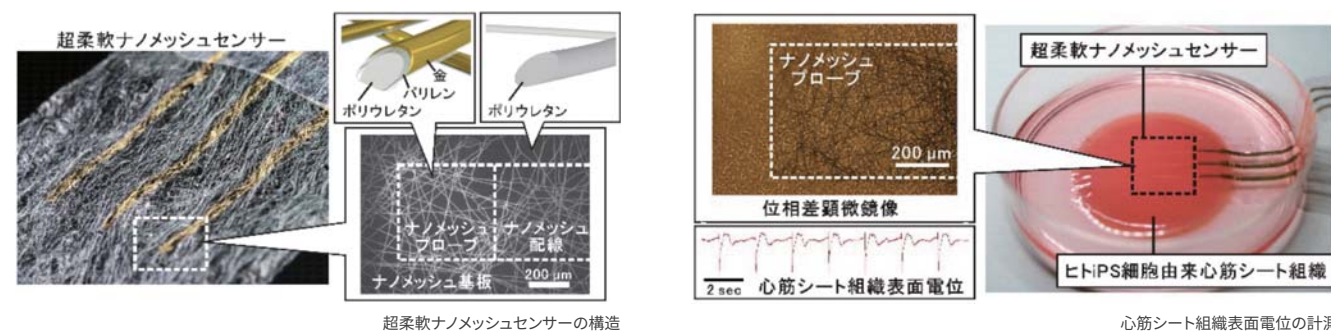 超柔軟ナノメッシュセンサー
金
パリレン
ポリウレタン
ポリウレタン
ナノメッシュ
プローブ
ナノメッシュ
配線
ナノメッシュ基板
200 μm
超柔軟ナノメッシュセンサーの構造
ナノメッシュ
プローブ
200 μm
位相差顕微鏡像
2 sec
心筋シート組織表面電位
超柔軟ナノメッシュセンサー
ヒトiPS細胞由来心筋シート組織
心筋シート組織表面電位の計測